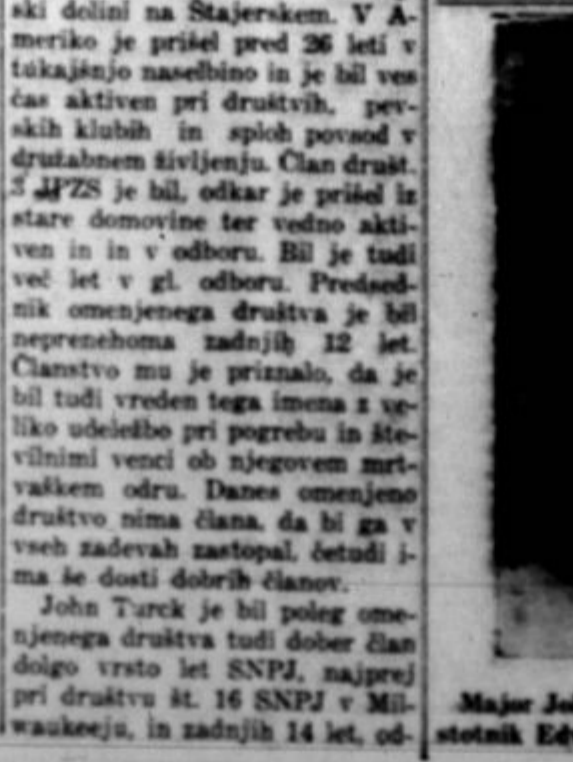 ski dolini na Štajerskem. V A-
meriko je prišel pred 26 leti v
tukajšnjo naselbino in je bil ves
čas aktiven pri društvih, pev-
skih klubih in sploh povsod v
družabnem življenju. Član društ.
3 JPZS je bil, odkar je prišel iz
stare domovine ter vedno akti-
ven in in v odboru. Bil je tudi
več let v gl. odboru. Predsed-
nik omenjenega društva je bil
neprenehoma zadnjih 12 let.
Članstvo mu je priznalo, da je
bil tudi vreden tega imena z ve-
liko udeležbo pri pogrebu in šte-
vilnimi venci ob njegovem mrt-
vaškem odru. Danes omenjeno
društvo nima člana, da bi ga v
vseh zadevah zastopal, četudi i-
ma še dosti dobrih članov.
John Turck je bil poleg ome-
njenega društva tudi dober član
dolgo vrsto let SNPJ, najprej
pri društvu št. 16 SNPJ v Mil-
waukeeju, in zadnjih 14 let, od-
Major Jo
stotnik Edv